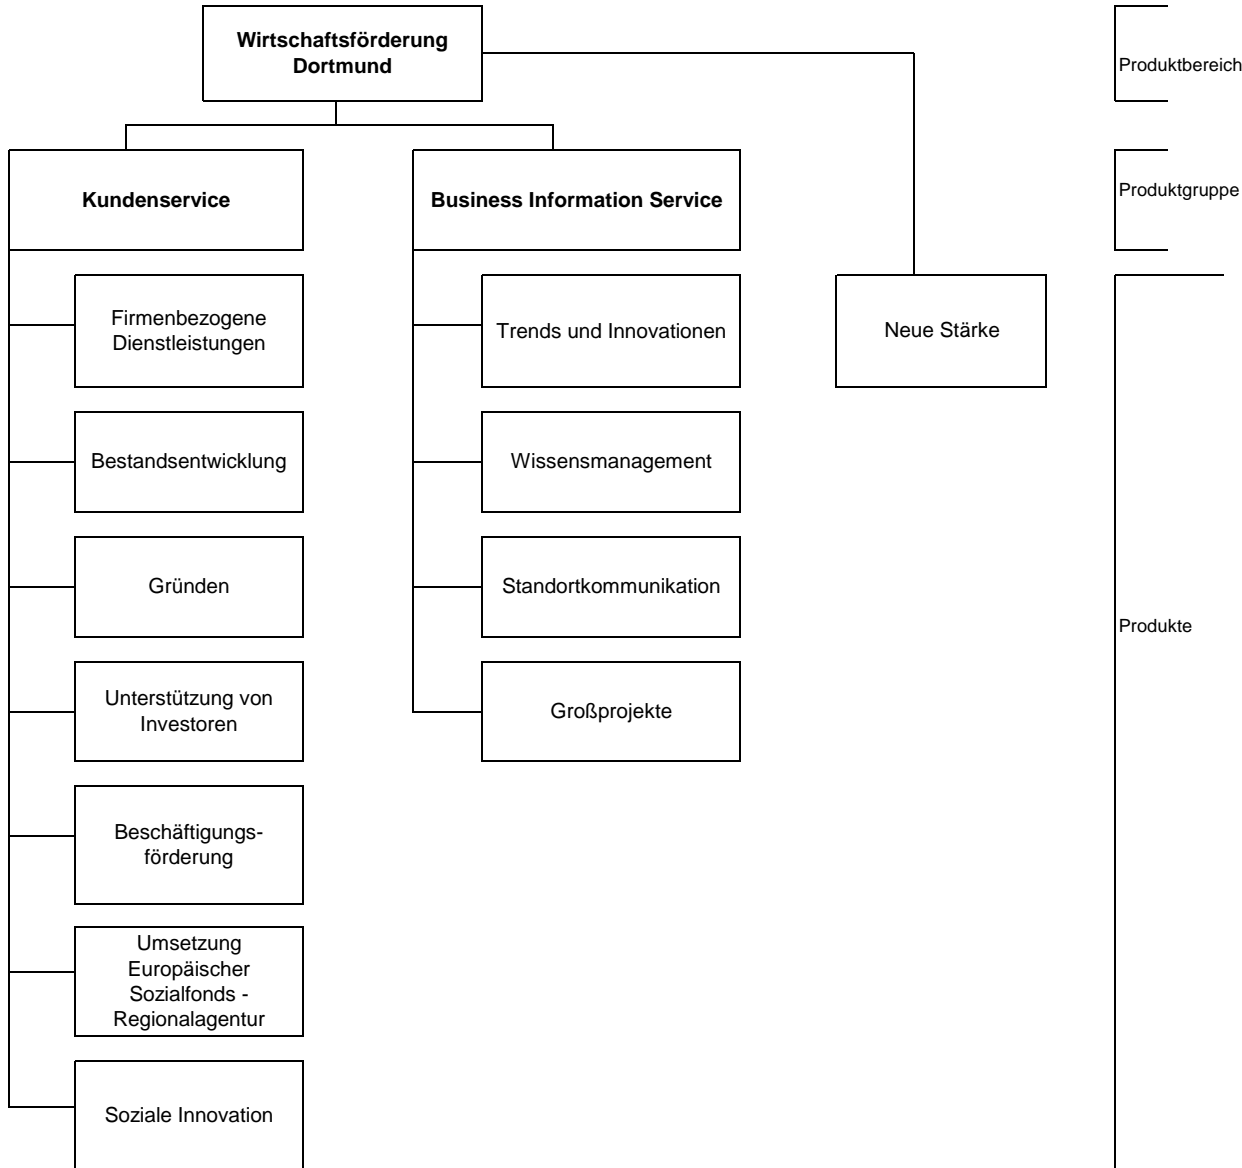 Wirtschaftsförderung
Dortmund
Produktbereich
Kundenservice
Business Information Service
Produktgruppe
Firmenbezogene
Dienstleistungen
Trends und Innovationen
Neue Stärke
Bestandsentwicklung
Wissensmanagement
Gründen
Standortkommunikation
Produkte
Unterstützung von
Investoren
Großprojekte
Beschäftigungs-
förderung
Umsetzung
Europäischer
Sozialfonds -
Regionalagentur
Soziale Innovation